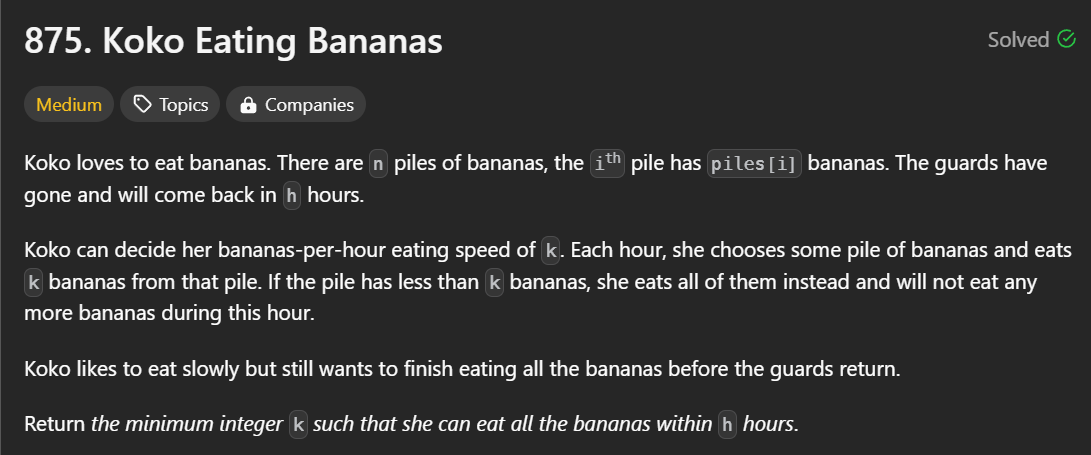 875. Koko Eating Bananas
Solved
Medium
Topics
Companies
Koko loves to eat bananas. There are n piles of bananas, the ith pile has piles[i] bananas. The guards have
gone and will come back in h hours.
Koko can decide her bananas-per-hour eating speed of k. Each hour, she chooses some pile of bananas and eats
k bananas from that pile. If the pile has less than k bananas, she eats all of them instead and will not eat any
more bananas during this hour.
Koko likes to eat slowly but still wants to finish eating all the bananas before the guards return.
Return the minimum integer k such that she can eat all the bananas within h hours.